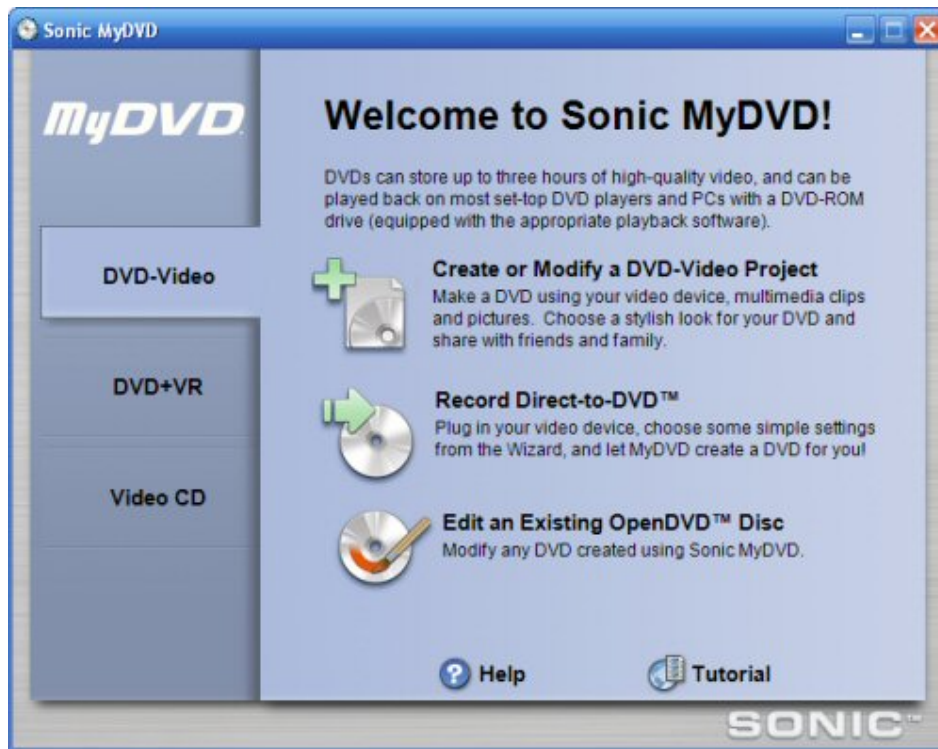 Sonic MyDVD
MyDVD
Welcome to Sonic MyDVD!
DVDs can store up to three hours of high-quality video, and can be
played back on most set-top DVD players and PCs with a DVD-ROM
drive (equipped with the appropriate playback software).
DVD-Video
Create or Modify a DVD-Video Project
Make a DVD using your video device, multimedia clips
and pictures. Choose a stylish look for your DVD and
share with friends and family.
DVD+VR
Record Direct-to-DVD™
Plug in your video device, choose some simple settings
from the Wizard, and let MyDVD create a DVD for you!
Video CD
Edit an Existing OpenDVD™ Disc
Modify any DVD created using Sonic MyDVD.
Help
Tutorial
SONIC™